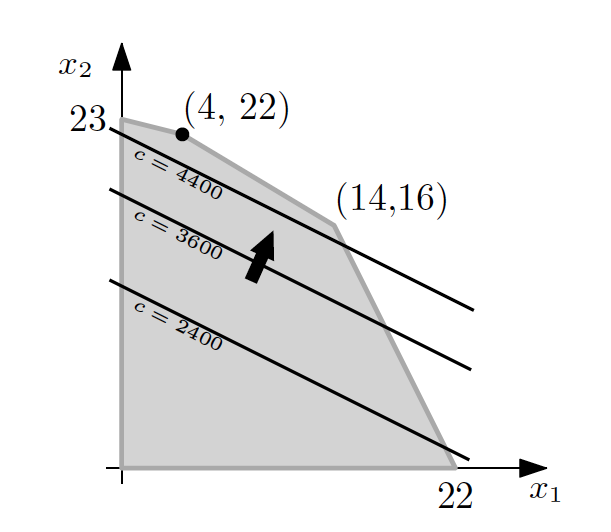 x₂
(4, 22)
23
c = 4400
(14,16)
c = 3600
c = 2400
22
x₁